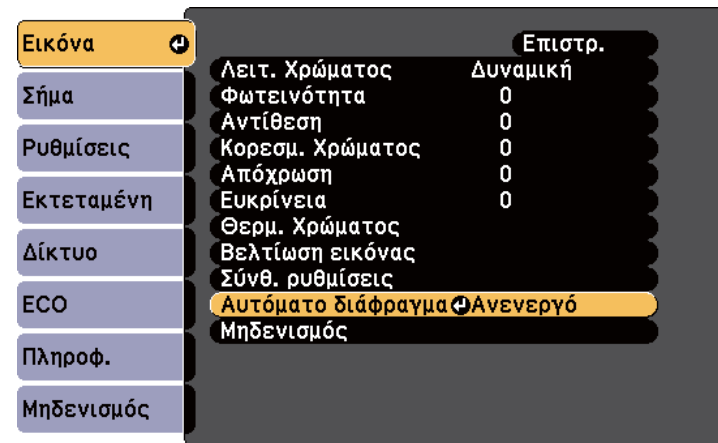 Εικόνα
Σήμα
Ρυθμίσεις
Εκτεταμένη
Δίκτυο
ECO
Πληροφ.
Μηδενισμός
Επιστρ.
Λειτ. Χρώματος Δυναμική
Φωτεινότητα 0
Αντίθεση 0
Κορεσμ. Χρώματος 0
Απόχρωση 0
Ευκρίνεια 0
Θερμ. Χρώματος
Βελτίωση εικόνας
Σύνθ. ρυθμίσεις
Αυτόματο διάφραγμα Ανενεργό
Μηδενισμός